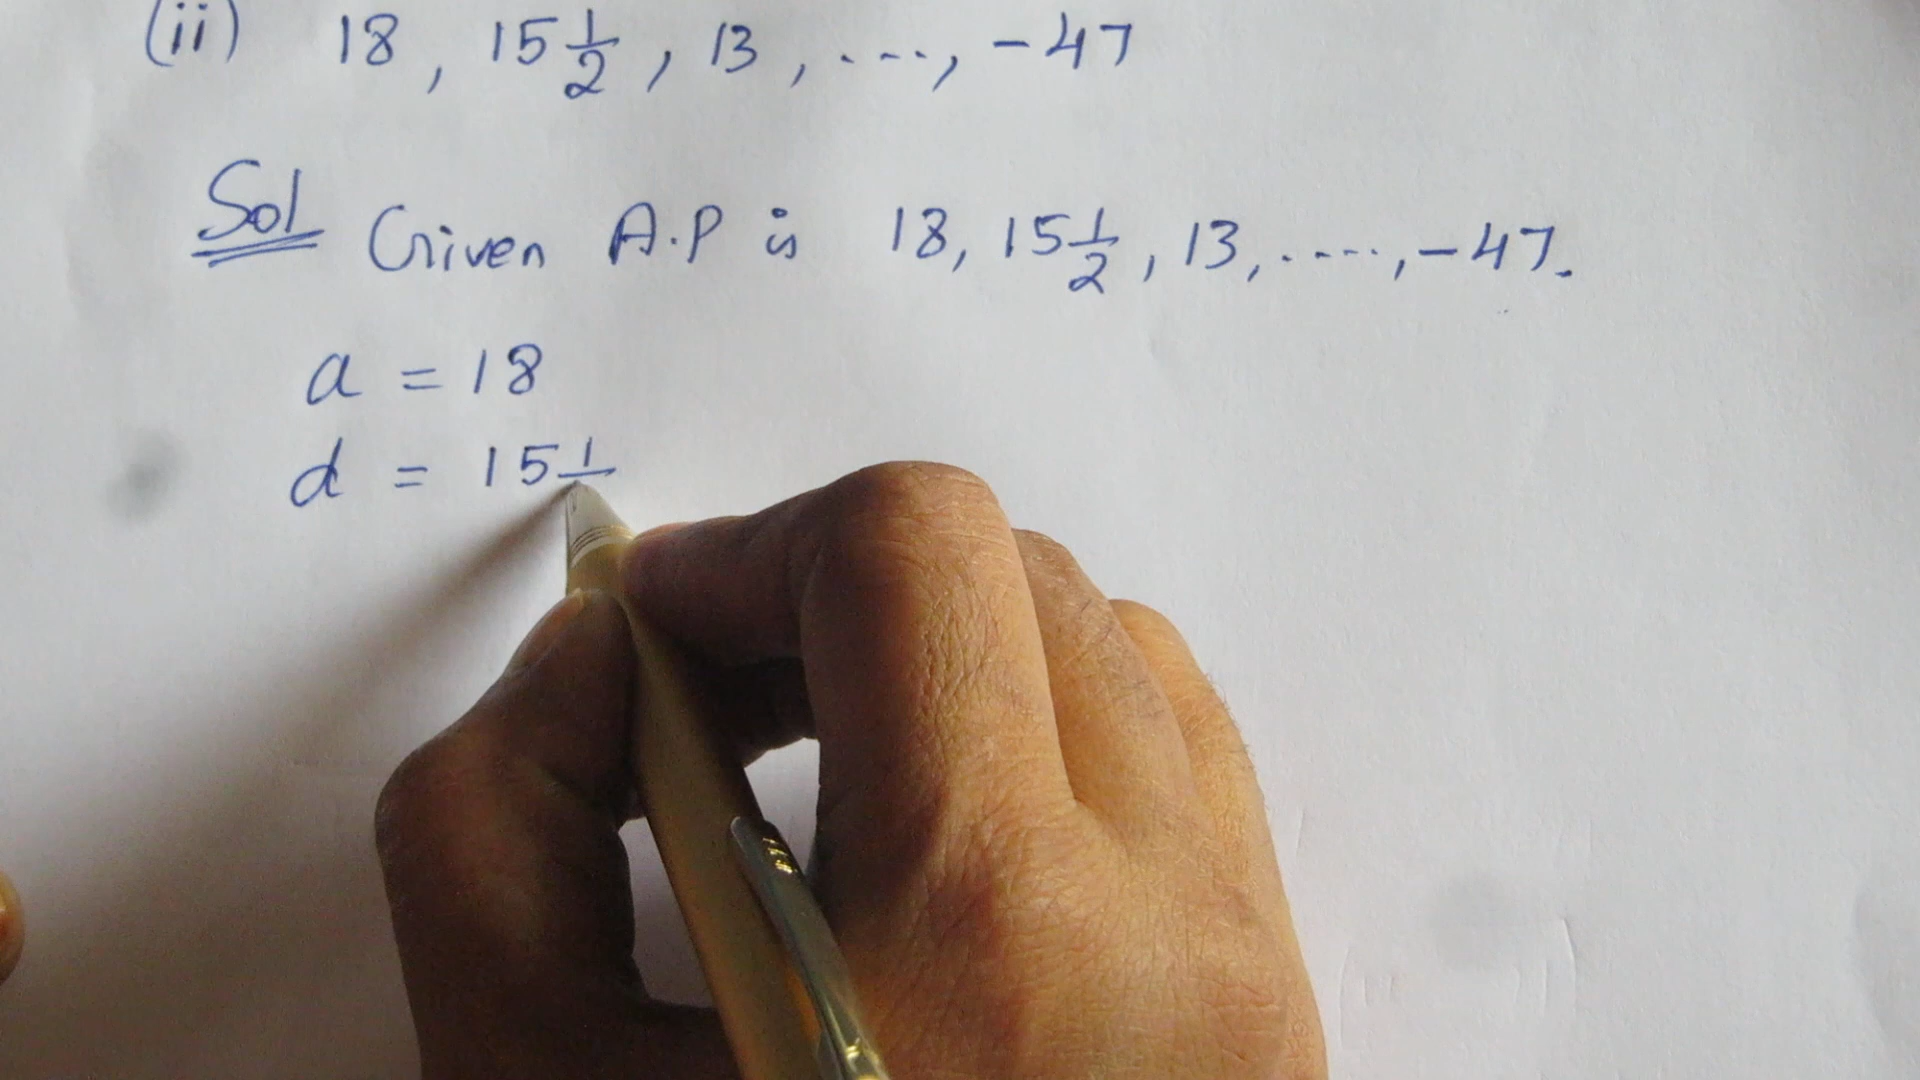 (ii) 18, 15 1/2, 13, ...., -47
Sol Given A.P is 18, 15 1/2, 13, ....., -47.
a = 18
d = 15 1/